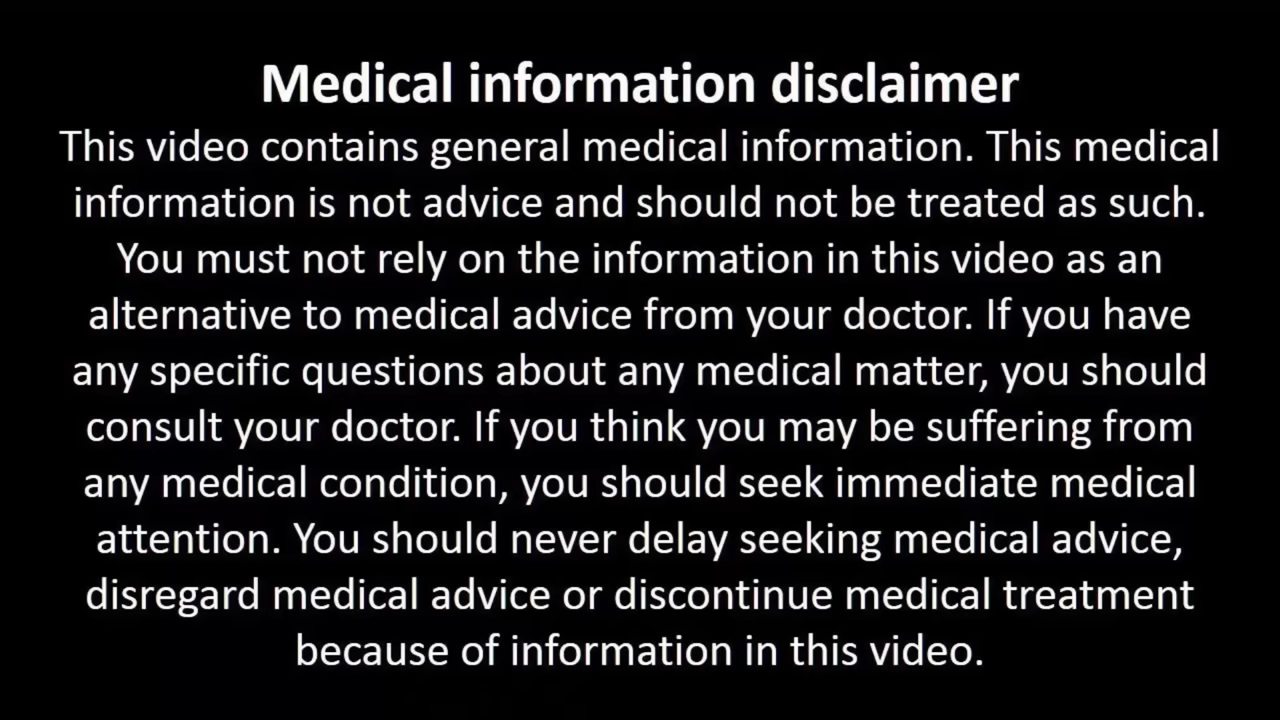 Medical information disclaimer
This video contains general medical information. This medical
information is not advice and should not be treated as such.
You must not rely on the information in this video as an
alternative to medical advice from your doctor. If you have
any specific questions about any medical matter, you should
consult your doctor. If you think you may be suffering from
any medical condition, you should seek immediate medical
attention. You should never delay seeking medical advice,
disregard medical advice or discontinue medical treatment
because of information in this video.